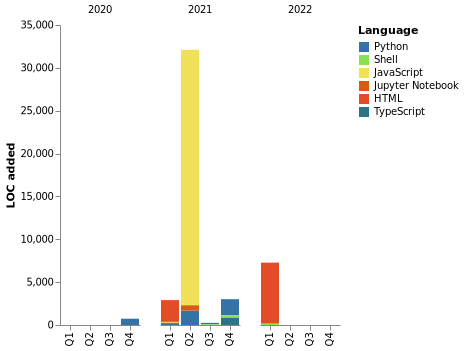 2020 2021 2022
Language
Python
Shell
JavaScript
Jupyter Notebook
HTML
TypeScript
LOC added
35,000
30,000
25,000
20,000
15,000
10,000
5,000
0
Q1 Q2 Q3 Q4 Q1 Q2 Q3 Q4 Q1 Q2 Q3 Q4